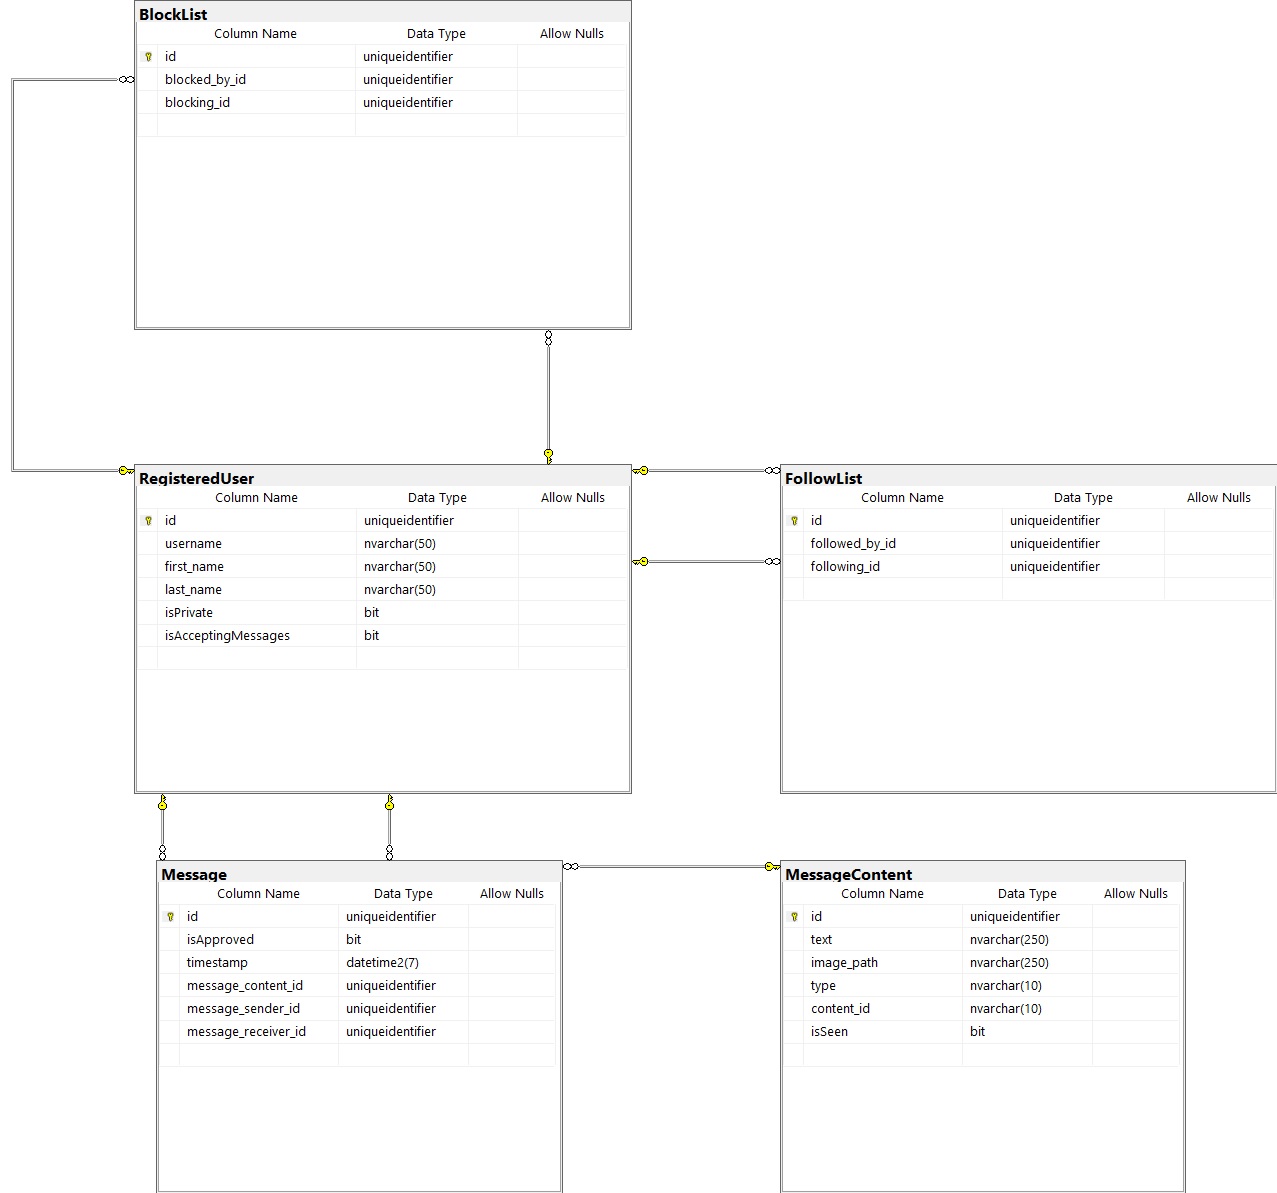 BlockList
Column Name Data Type Allow Nulls
id uniqueidentifier
blocked_by_id uniqueidentifier
blocking_id uniqueidentifier
RegisteredUser
Column Name Data Type Allow Nulls
id uniqueidentifier
username nvarchar(50)
first_name nvarchar(50)
last_name nvarchar(50)
isPrivate bit
isAcceptingMessages bit
FollowList
Column Name Data Type Allow Nulls
id uniqueidentifier
followed_by_id uniqueidentifier
following_id uniqueidentifier
Message
Column Name Data Type Allow Nulls
id uniqueidentifier
isApproved bit
timestamp datetime2(7)
message_content_id uniqueidentifier
message_sender_id uniqueidentifier
message_receiver_id uniqueidentifier
MessageContent
Column Name Data Type Allow Nulls
id uniqueidentifier
text nvarchar(250)
image_path nvarchar(250)
type nvarchar(10)
content_id nvarchar(10)
isSeen bit